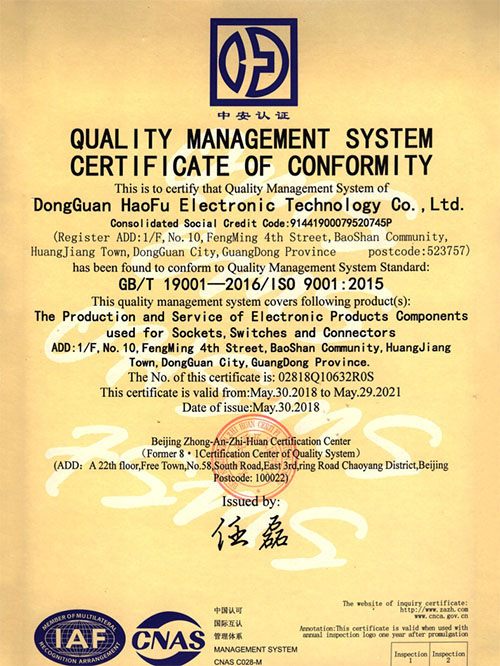 中安认证
QUALITY MANAGEMENT SYSTEM
CERTIFICATE OF CONFORMITY
This is to certify that Quality Management System of
DongGuan HaoFu Electronic Technology Co.,Ltd.
Consolidated Social Credit Code:91441900079520745P
(Register ADD:1/F,No.10,FengMing 4th Street,BaoShan Community,
HuangJiang Town,DongGuan City,GuangDong Province postcode:523757)
has been found to conform to Quality Management System Standard:
GB/T 19001—2016/ISO 9001:2015
This quality management system covers following product(s):
The Production and Service of Electronic Products Components
used for Sockets,Switches and Connectors
ADD:1/F,No.10,FengMing 4th Street,BaoShan Community,HuangJiang
Town,DongGuan City,GuangDong Province.
The No. of this certificate is: 02818Q10632R0S
This certificate is valid from:May.30.2018 to May.29.2021
Date of issue:May.30.2018
Beijing Zhong-An-Zhi-Huan Certification Center
(Former 8·1Certification Center of Quality System)
(ADD: A 22th floor,Free Town,No.58,South Road,East 3rd,ring Road Chaoyang District,Beijing
Postcode: 100022)
Issued by:
任磊
MEMBER OF MULTILATERAL
IAF
RECOGNITION ARRANGEMENT
CNAS
中国认可
国际互认
管理体系
MANAGEMENT SYSTEM
CNAS C028-M
The website of inquiry certificate:
http://www.zazh.com
www.cnca.gov.cn
Annotation:This certificate is valid when used with
annual inspection logo one year after promulgation
Inspection 1
Inspection 2